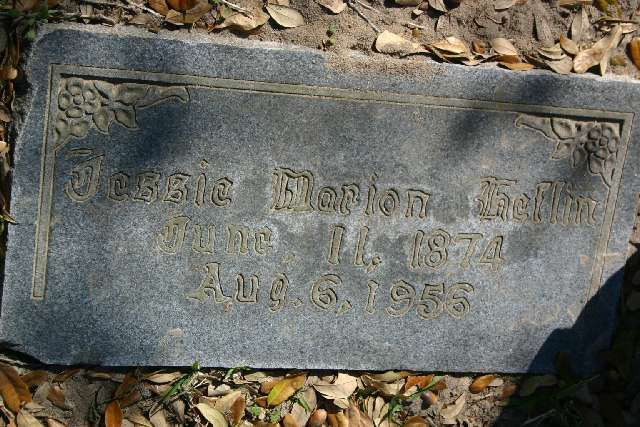 Jessie Marion Heflin
June, 11, 1874
Aug. 6, 1956